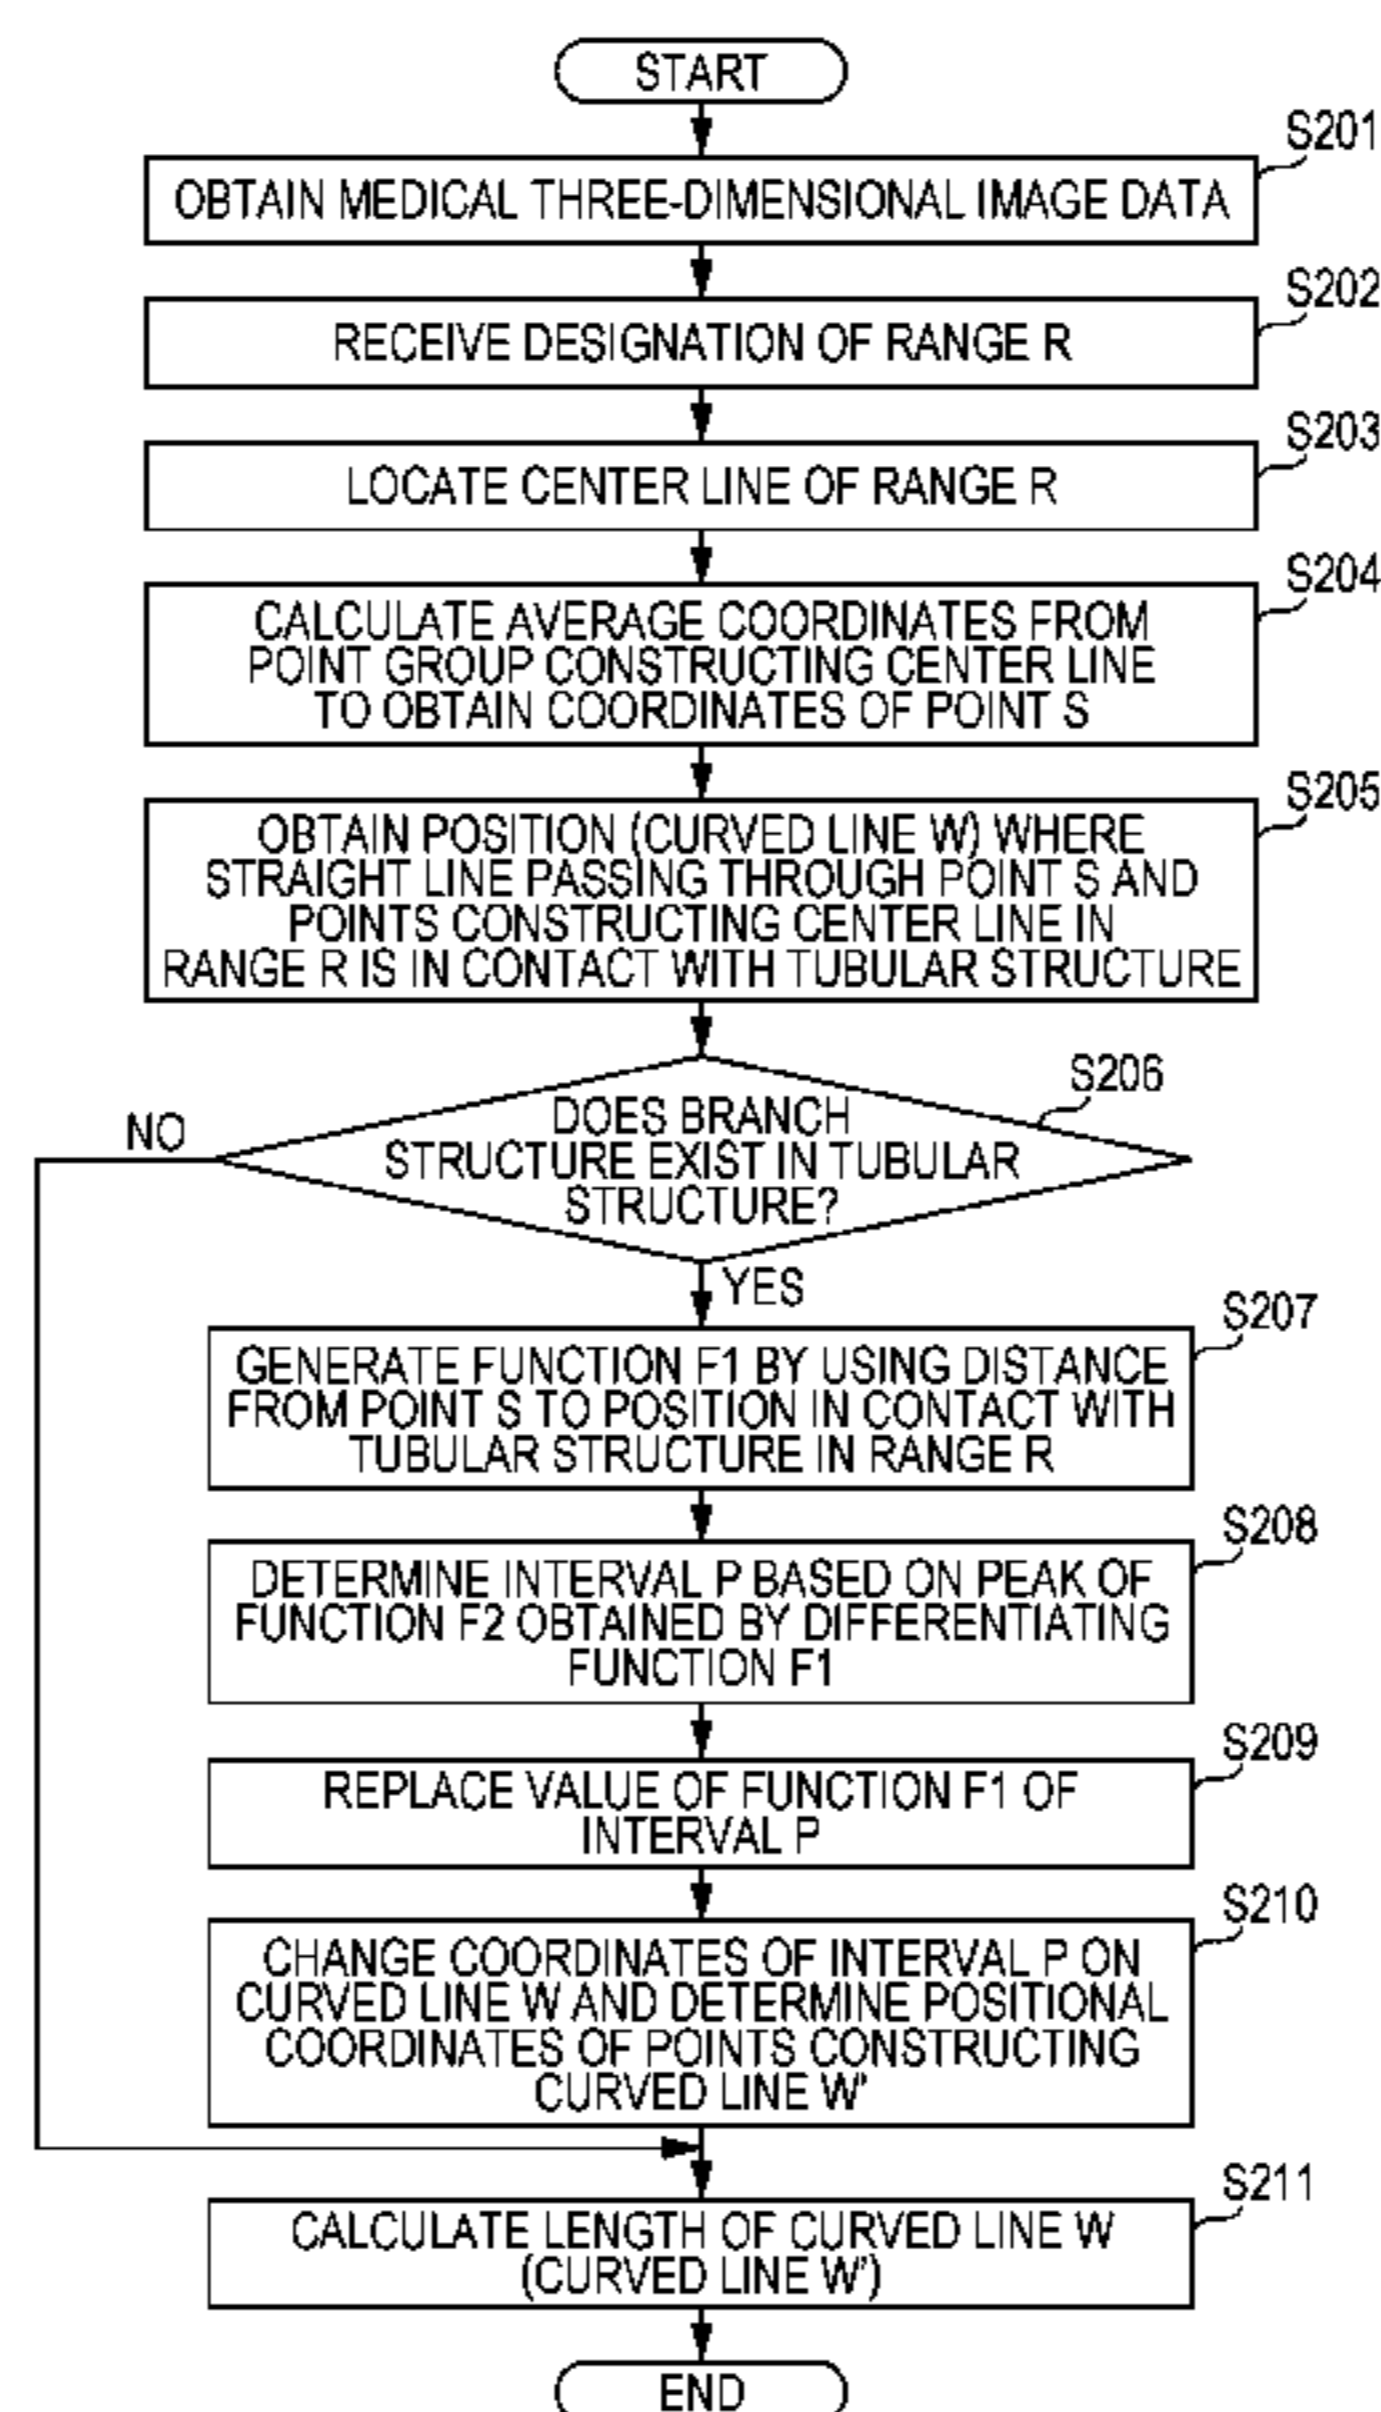 START
S201
OBTAIN MEDICAL THREE-DIMENSIONAL IMAGE DATA
S202
RECEIVE DESIGNATION OF RANGE R
S203
LOCATE CENTER LINE OF RANGE R
S204
CALCULATE AVERAGE COORDINATES FROM
POINT GROUP CONSTRUCTING CENTER LINE
TO OBTAIN COORDINATES OF POINT S
S205
OBTAIN POSITION (CURVED LINE W) WHERE
STRAIGHT LINE PASSING THROUGH POINT S AND
POINTS CONSTRUCTING CENTER LINE IN
RANGE R IS IN CONTACT WITH TUBULAR STRUCTURE
S206
DOES BRANCH
STRUCTURE EXIST IN TUBULAR
STRUCTURE?
NO
YES
S207
GENERATE FUNCTION F1 BY USING DISTANCE
FROM POINT S TO POSITION IN CONTACT WITH
TUBULAR STRUCTURE IN RANGE R
S208
DETERMINE INTERVAL P BASED ON PEAK OF
FUNCTION F2 OBTAINED BY DIFFERENTIATING
FUNCTION F1
S209
REPLACE VALUE OF FUNCTION F1 OF
INTERVAL P
S210
CHANGE COORDINATES OF INTERVAL P ON
CURVED LINE W AND DETERMINE POSITIONAL
COORDINATES OF POINTS CONSTRUCTING
CURVED LINE W'
S211
CALCULATE LENGTH OF CURVED LINE W
(CURVED LINE W')
END